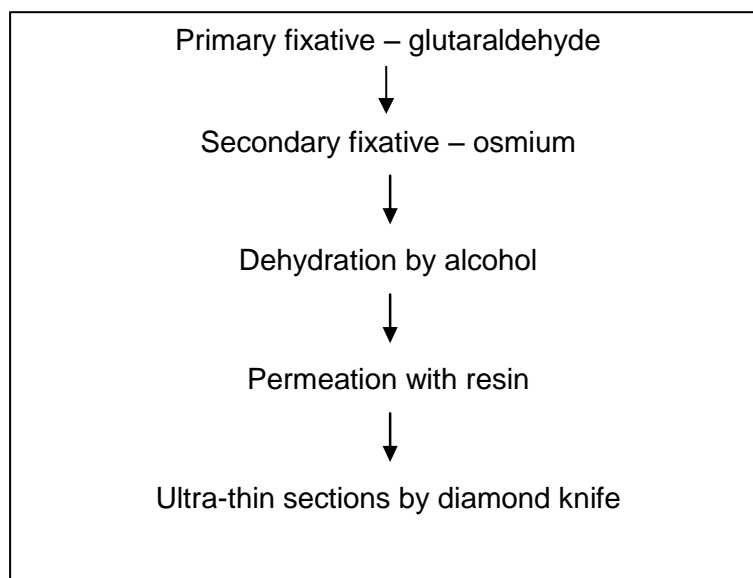 Primary fixative – glutaraldehyde
Secondary fixative – osmium
Dehydration by alcohol
Permeation with resin
Ultra-thin sections by diamond knife